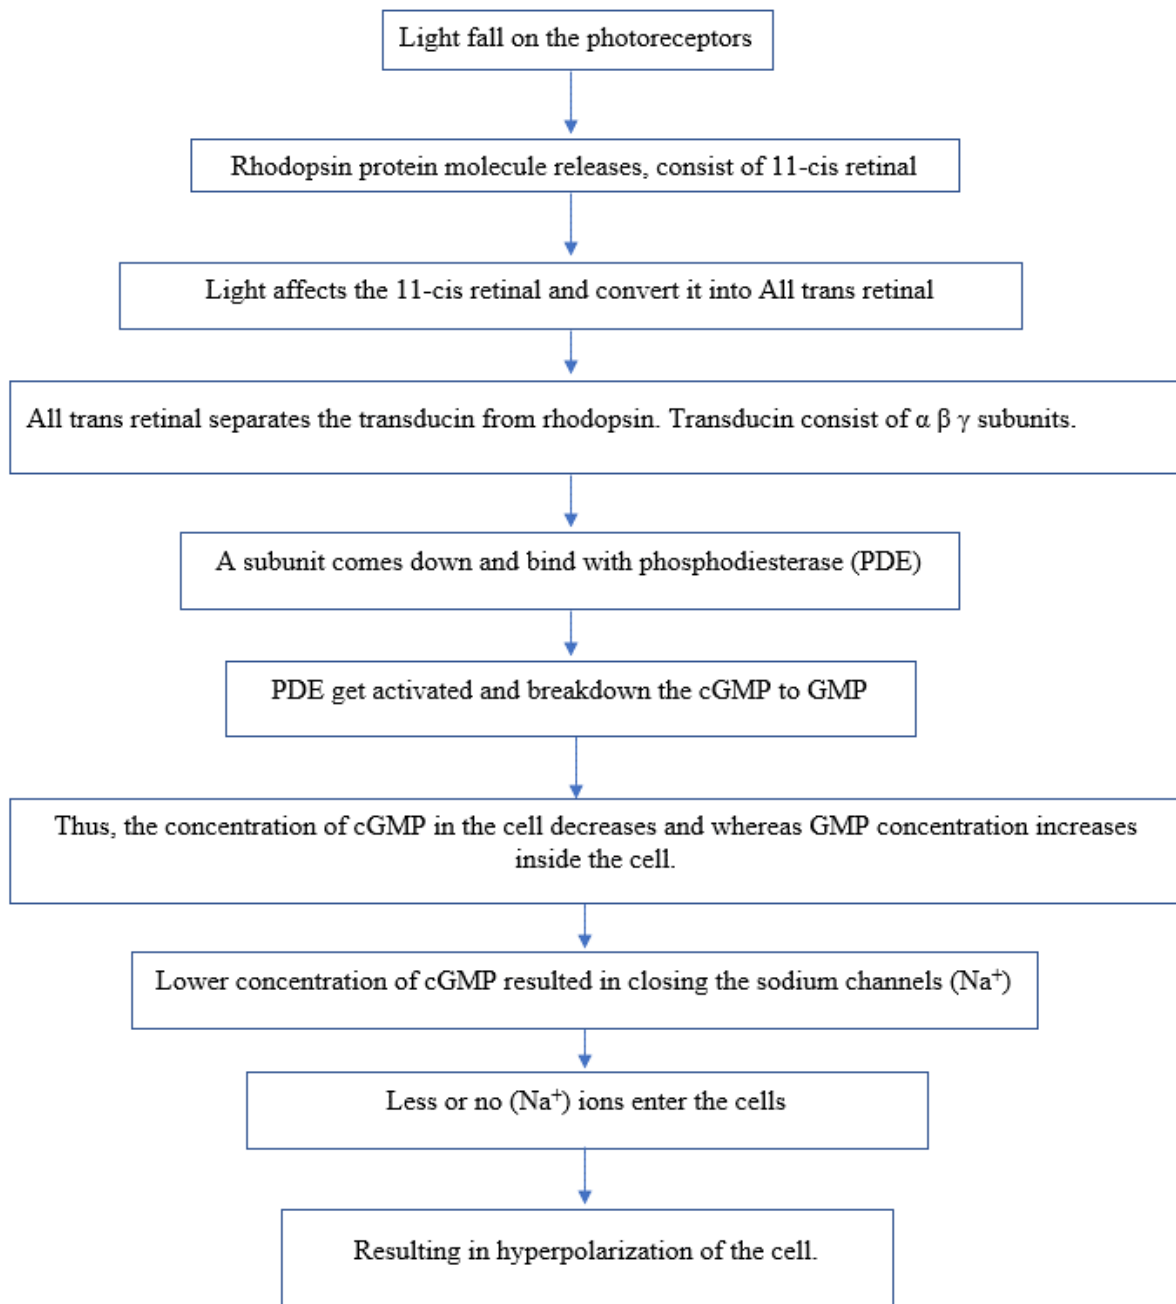 Light fall on the photoreceptors
Rhodopsin protein molecule releases, consist of 11-cis retinal
Light affects the 11-cis retinal and convert it into All trans retinal
All trans retinal separates the transducin from rhodopsin. Transducin consist of α β γ subunits.
A subunit comes down and bind with phosphodiesterase (PDE)
PDE get activated and breakdown the cGMP to GMP
Thus, the concentration of cGMP in the cell decreases and whereas GMP concentration increases
inside the cell.
Lower concentration of cGMP resulted in closing the sodium channels (Na⁺)
Less or no (Na⁺) ions enter the cells
Resulting in hyperpolarization of the cell.